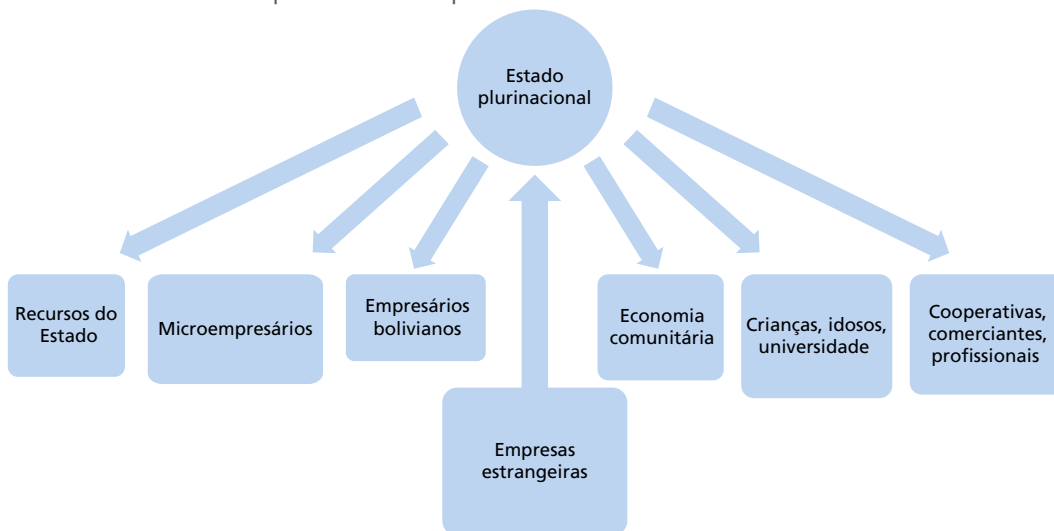 Estado
plurinacional
Recursos do
Estado
Microempresários
Empresários
bolivianos
Economia
comunitária
Crianças, idosos,
universidade
Cooperativas,
comerciantes,
profissionais
Empresas
estrangeiras